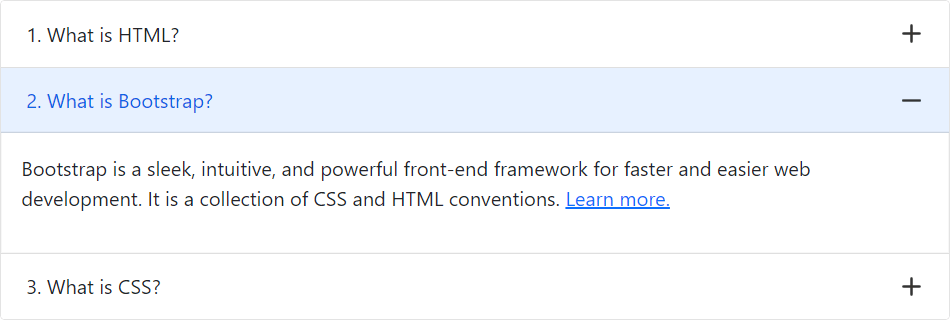 1. What is HTML?
2. What is Bootstrap?
Bootstrap is a sleek, intuitive, and powerful front-end framework for faster and easier web
development. It is a collection of CSS and HTML conventions. Learn more.
3. What is CSS?